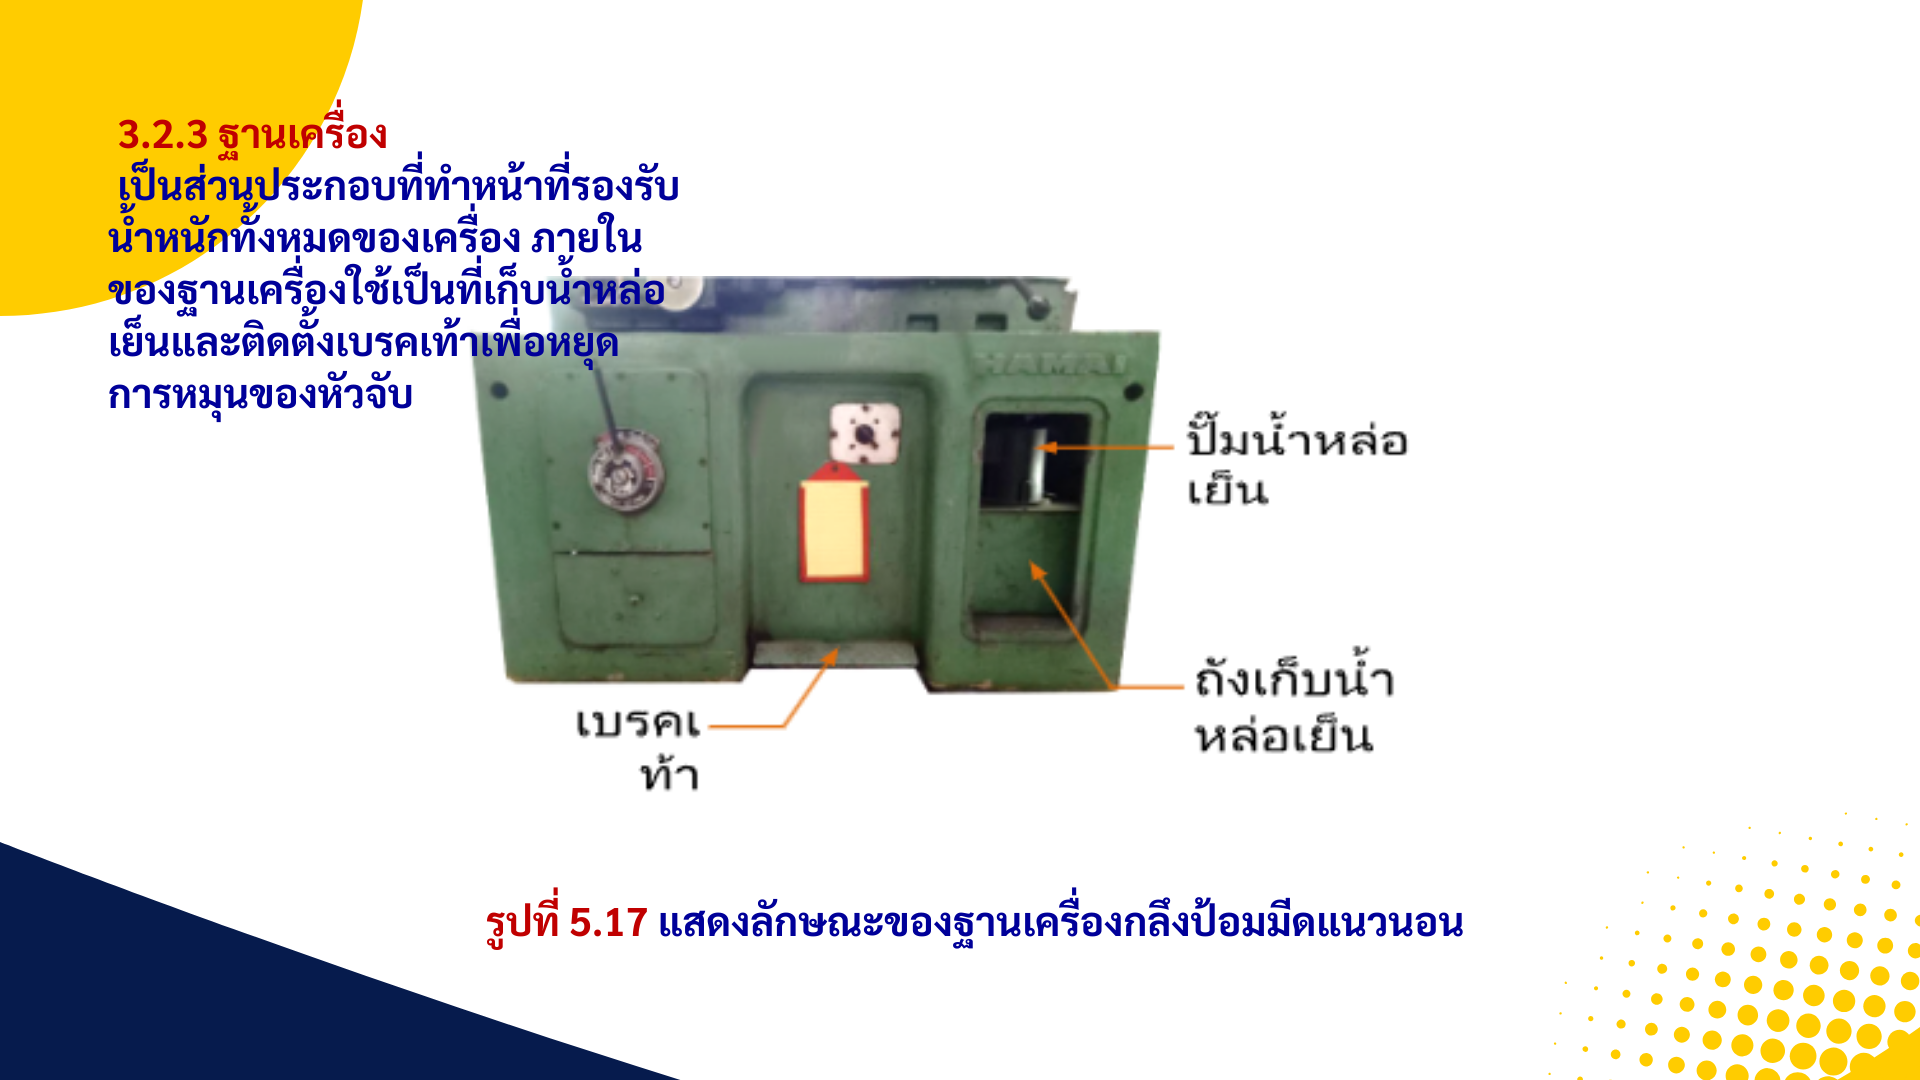 3.2.3 ฐานเครื่อง
เป็นส่วนประกอบที่ทำหน้าที่รองรับ
น้ำหนักทั้งหมดของเครื่อง ภายใน
ของฐานเครื่องใช้เป็นที่เก็บน้ำหล่อ
เย็นและติดตั้งเบรคเท้าเพื่อหยุด
การหมุนของหัวจับ
HAMAI
ปั๊มน้ำหล่อ
เย็น
ถังเก็บน้ำ
หล่อเย็น
เบรคเ
ท้า
รูปที่ 5.17 แสดงลักษณะของฐานเครื่องกลึงป้อมมีดแนวนอน